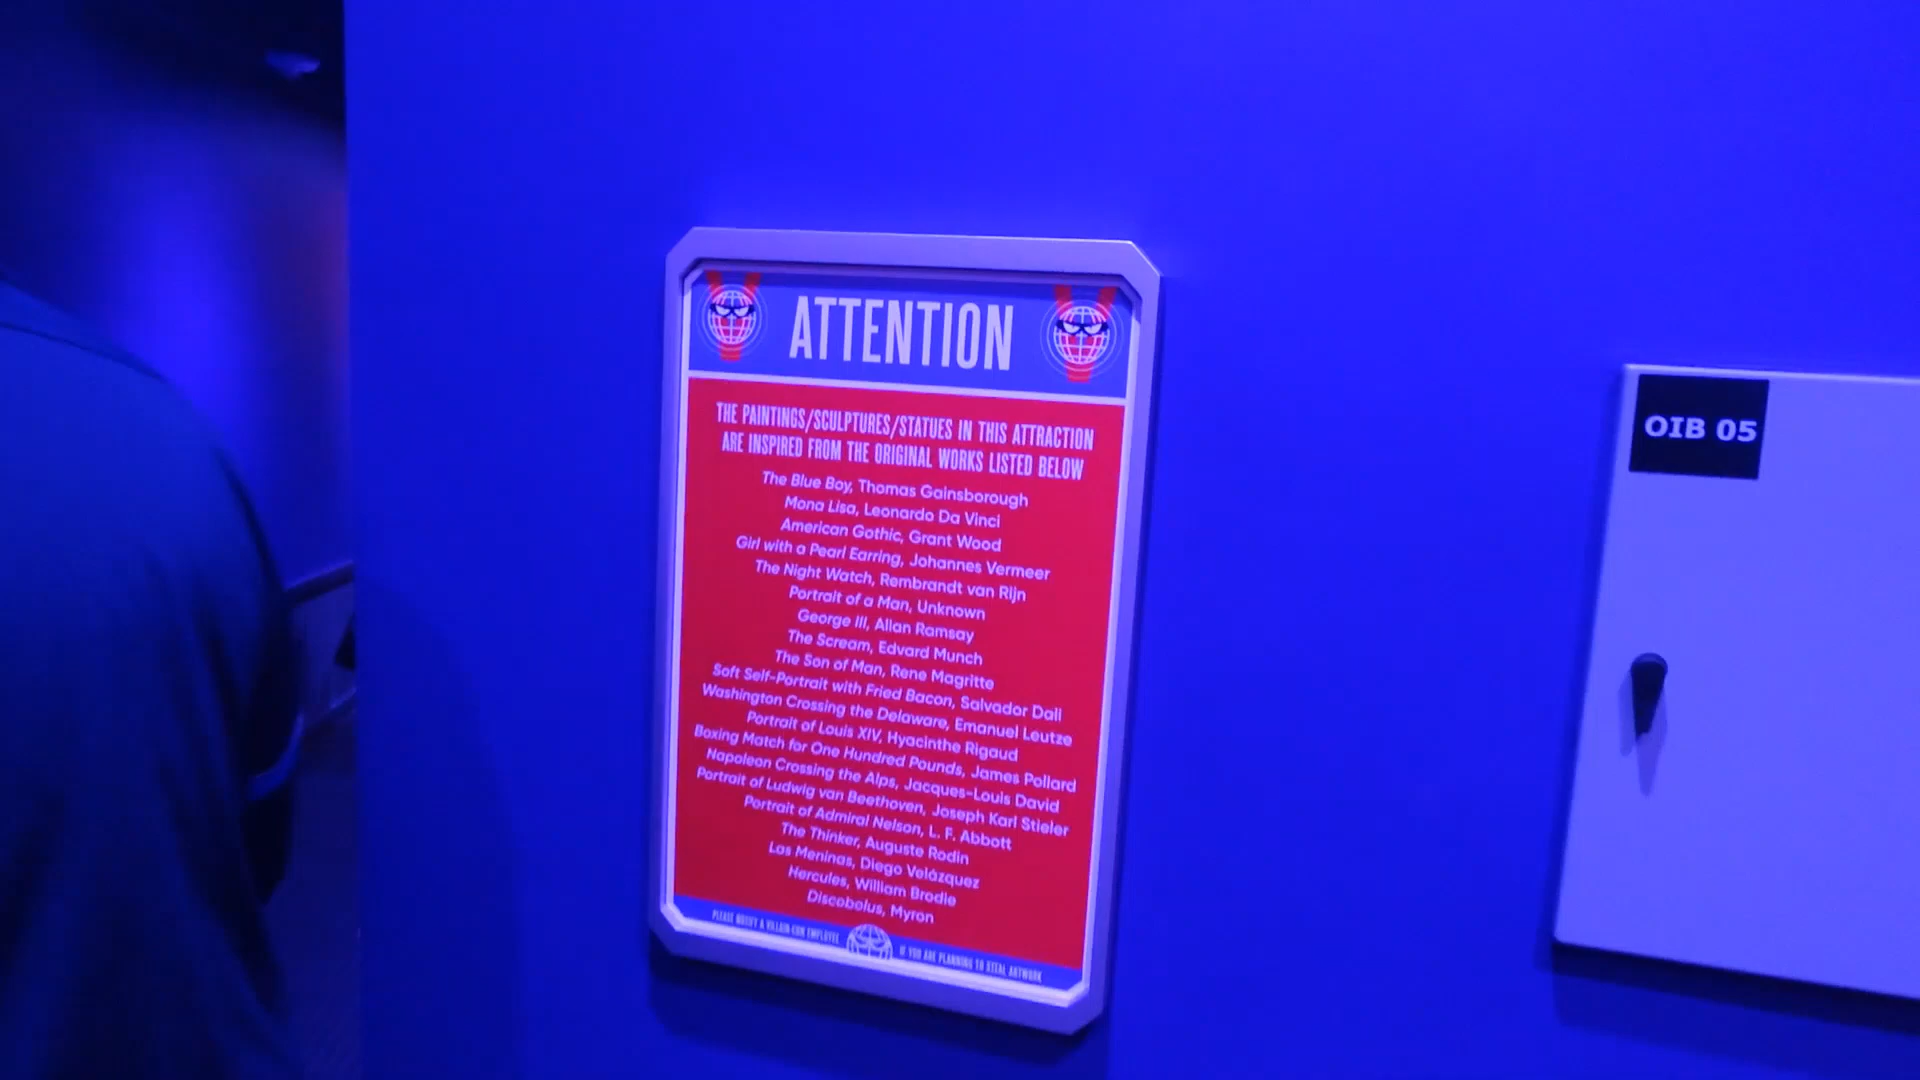 ATTENTION
THE PAINTINGS/SCULPTURES/STATUES IN THIS ATTRACTION
ARE INSPIRED FROM THE ORIGINAL WORKS LISTED BELOW
The Blue Boy, Thomas Gainsborough
Mona Lisa, Leonardo Da Vinci
American Gothic, Grant Wood
Girl with a Pearl Earring, Johannes Vermeer
The Night Watch, Rembrandt van Rijn
Portrait of a Man, Unknown
George III, Allan Ramsay
The Scream, Edvard Munch
The Son of Man, Rene Magritte
Soft Self-Portrait with Fried Bacon, Salvador Dali
Washington Crossing the Delaware, Emanuel Leutze
Portrait of Louis XIV, Hyacinthe Rigaud
Boxing Match for One Hundred Pounds, James Pollard
Napoleon Crossing the Alps, Jacques-Louis David
Portrait of Ludwig van Beethoven, Joseph Karl Stieler
Portrait of Admiral Nelson, L. F. Abbott
The Thinker, Auguste Rodin
Las Meninas, Diego Velázquez
Hercules, William Brodie
Discobolus, Myron
PLEASE NOTIFY A VILLAIN-CON EMPLOYEE IF YOU ARE PLANNING TO STEAL ARTWORK
OIB 05